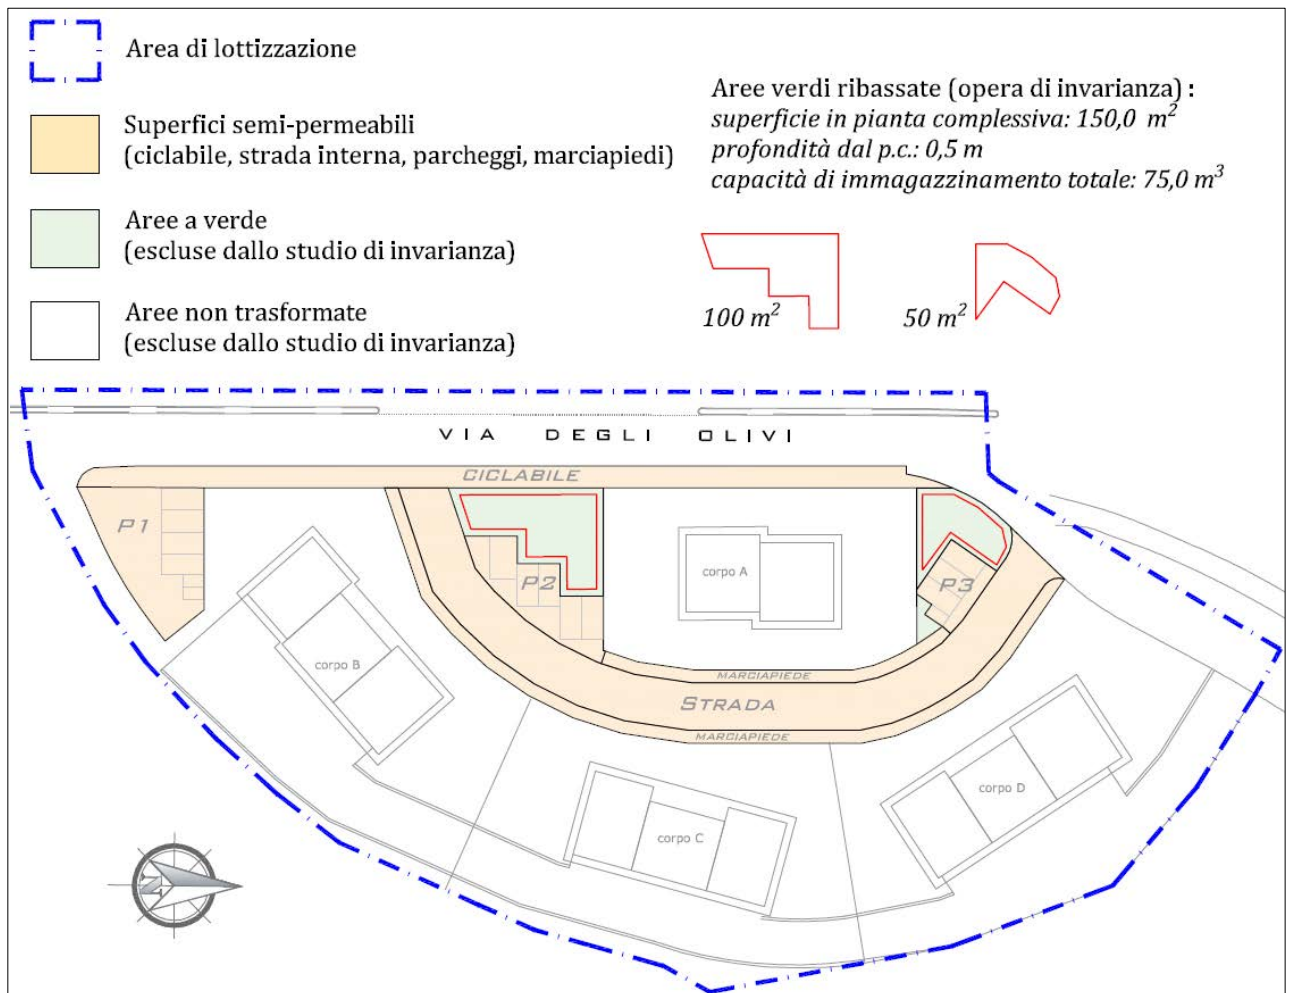 Area di lottizzazione
Superfici semi-permeabili
(ciclabile, strada interna, parcheggi, marciapiedi)
Aree a verde
(escluse dallo studio di invarianza)
Aree non trasformate
(escluse dallo studio di invarianza)
Aree verdi ribassate (opera di invarianza) :
superficie in pianta complessiva: 150,0 m²
profondità dal p.c.: 0,5 m
capacità di immagazzinamento totale: 75,0 m³
100 m²
50 m²
VIA DEGLI OLIVI
CICLABILE
P1
P2
corpo A
P3
corpo B
MARCIAPIEDE
STRADA
MARCIAPIEDE
corpo D
corpo C
N